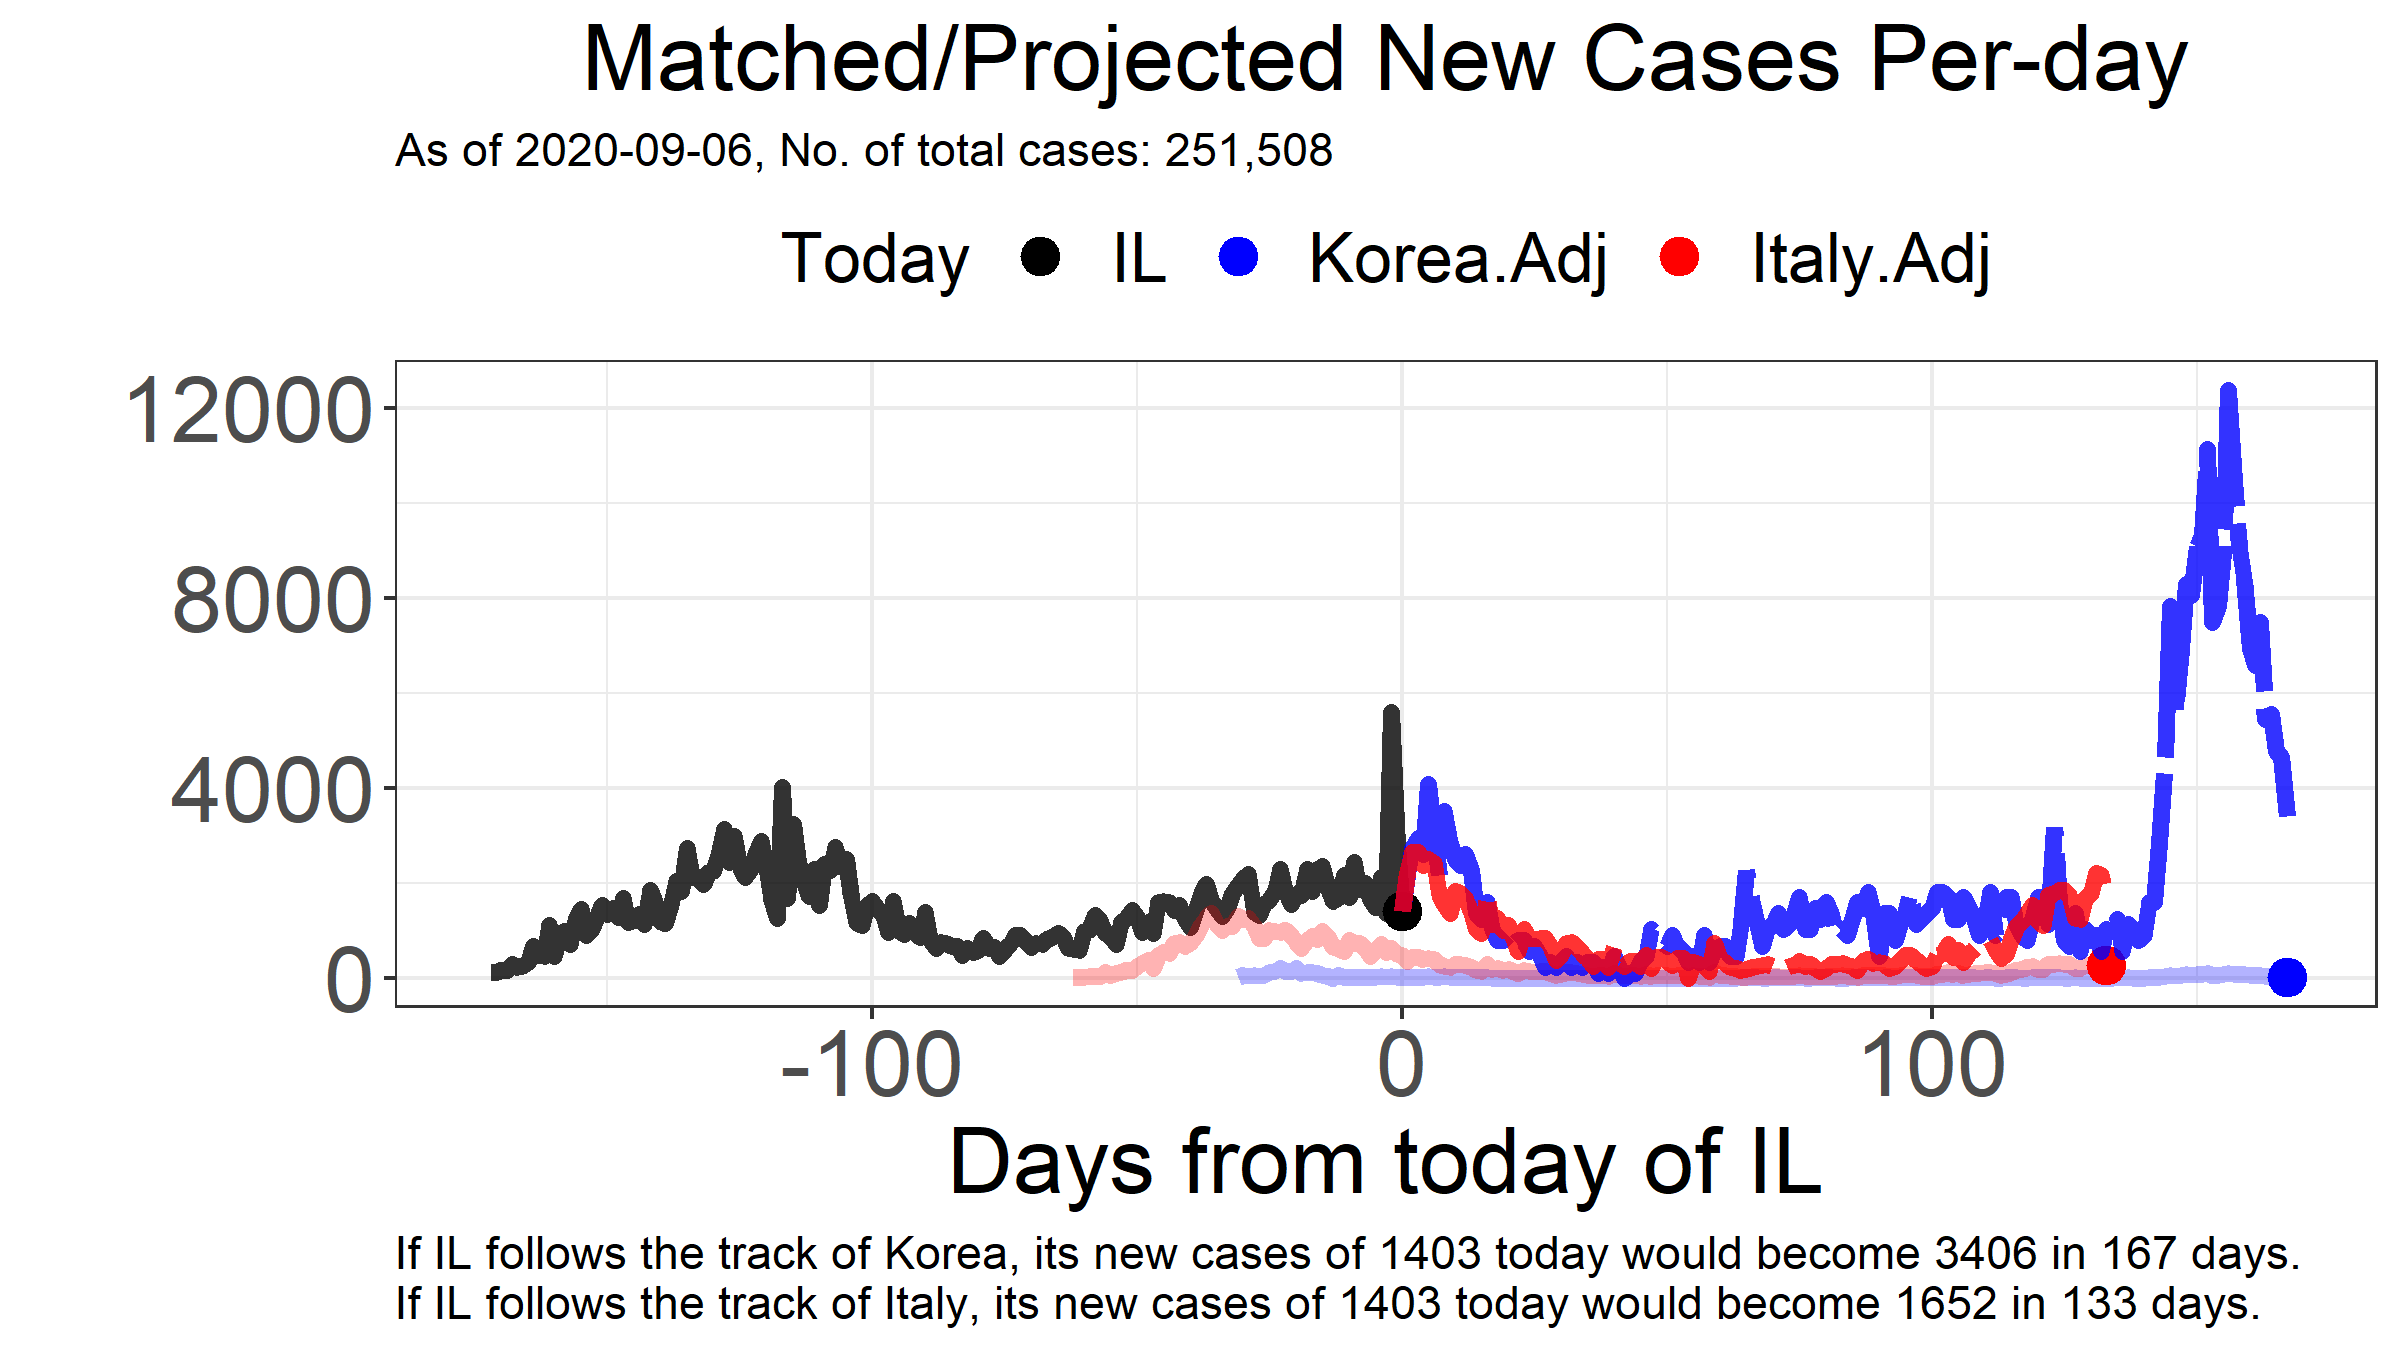 Matched/Projected New Cases Per-day
As of 2020-09-06, No. of total cases: 251,508
Today IL Korea.Adj Italy.Adj
12000
8000
4000
0
-100 0 100
Days from today of IL
If IL follows the track of Korea, its new cases of 1403 today would become 3406 in 167 days.
If IL follows the track of Italy, its new cases of 1403 today would become 1652 in 133 days.